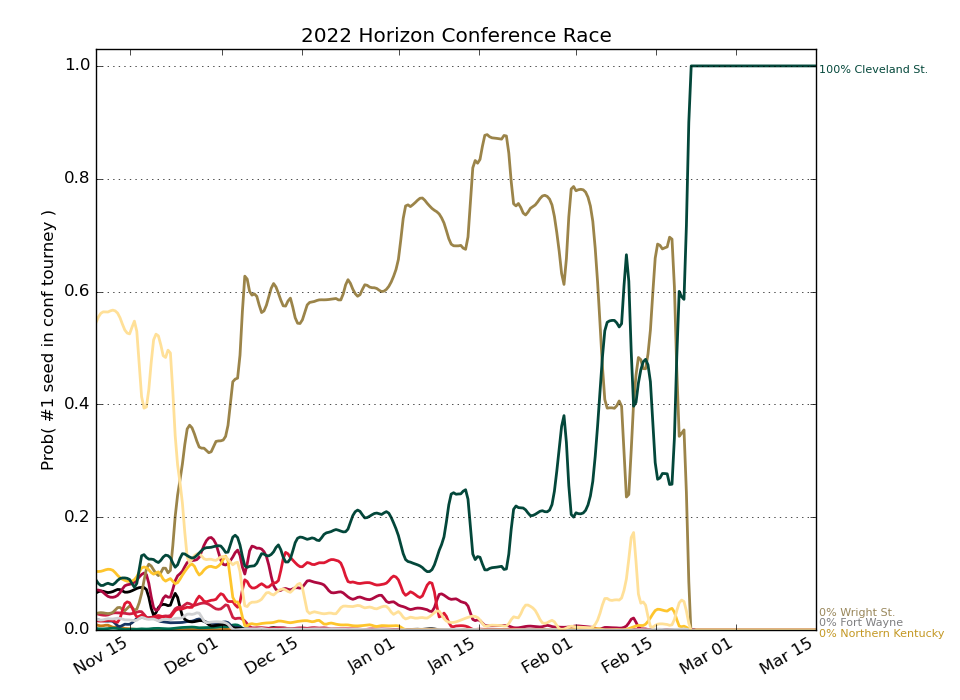 2022 Horizon Conference Race
Prob( #1 seed in conf tourney )
1.0
0.8
0.6
0.4
0.2
0.0
Nov 15
Dec 01
Dec 15
Jan 01
Jan 15
Feb 01
Feb 15
Mar 01
Mar 15
100% Cleveland St.
0% Wright St.
0% Fort Wayne
0% Northern Kentucky